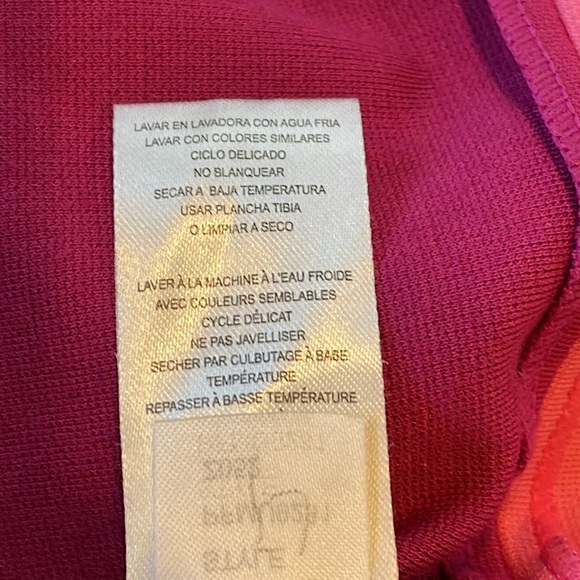 LAVAR EN LAVADORA CON AGUA FRIA
LAVAR CON COLORES SIMILARES
CICLO DELICADO
NO BLANQUEAR
SECAR A BAJA TEMPERATURA
USAR PLANCHA TIBIA
O LIMPIAR A SECO
LAVER À LA MACHINE À L'EAU FROIDE
AVEC COULEURS SEMBLABLES
CYCLE DÉLICAT
NE PAS JAVELLISER
SECHER PAR CULBUTAGE À BASE
TEMPÉRATURE
REPASSER À BASSE TEMPÉRATURE
STYLE